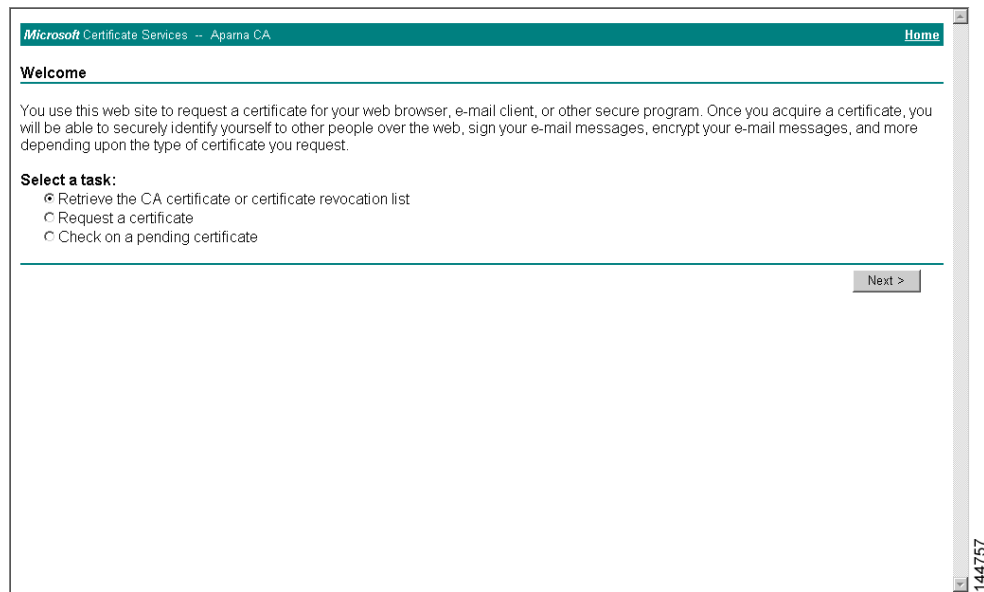 Microsoft Certificate Services -- Aparna CA Home
Welcome
You use this web site to request a certificate for your web browser, e-mail client, or other secure program. Once you acquire a certificate, you
will be able to securely identify yourself to other people over the web, sign your e-mail messages, encrypt your e-mail messages, and more
depending upon the type of certificate you request.
Select a task:
Retrieve the CA certificate or certificate revocation list
Request a certificate
Check on a pending certificate
Next >
144757